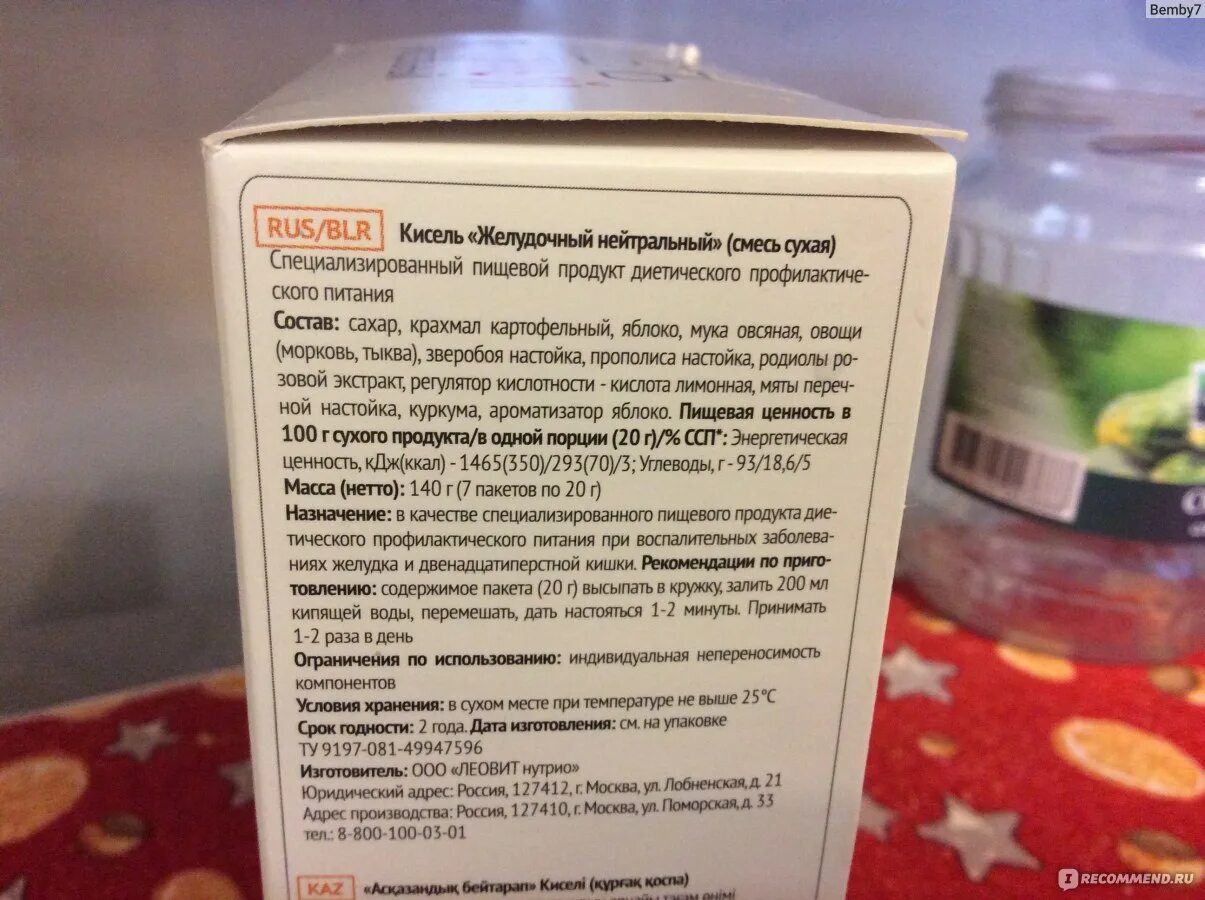 Bemby7
RUS/BLR Кисель «Желудочный нейтральный» (смесь сухая)
Специализированный пищевой продукт диетического профилактиче-
ского питания
Состав: сахар, крахмал картофельный, яблоко, мука овсяная, овощи
(морковь, тыква), зверобоя настойка, прополиса настойка, родиолы ро-
зовой экстракт, регулятор кислотности - кислота лимонная, мяты переч-
ной настойка, куркума, ароматизатор яблоко. Пищевая ценность в
100 г сухого продукта/в одной порции (20 г)/% ССП*: Энергетическая
ценность, кДж(ккал) - 1465(350)/293(70)/3; Углеводы, г - 93/18,6/5
Масса (нетто): 140 г (7 пакетов по 20 г)
Назначение: в качестве специализированного пищевого продукта дие-
тического профилактического питания при воспалительных заболева-
ниях желудка и двенадцатиперстной кишки. Рекомендации по приго-
товлению: содержимое пакета (20 г) высыпать в кружку, залить 200 мл
кипящей воды, перемешать, дать настояться 1-2 минуты. Принимать
1-2 раза в день
Ограничения по использованию: индивидуальная непереносимость
компонентов
Условия хранения: в сухом месте при температуре не выше 25°С
Срок годности: 2 года. Дата изготовления: см. на упаковке
ТУ 9197-081-49947596
Изготовитель: ООО «ЛЕОВИТ нутрио»
Юридический адрес: Россия, 127412, г. Москва, ул. Лобненская, д. 21
Адрес производства: Россия, 127410, г. Москва, ул. Поморская, д. 33
тел.: 8-800-100-03-01
KAZ «Асқазандық бейтарап» Киселі (құрғақ қоспа)
I RECOMMEND.RU